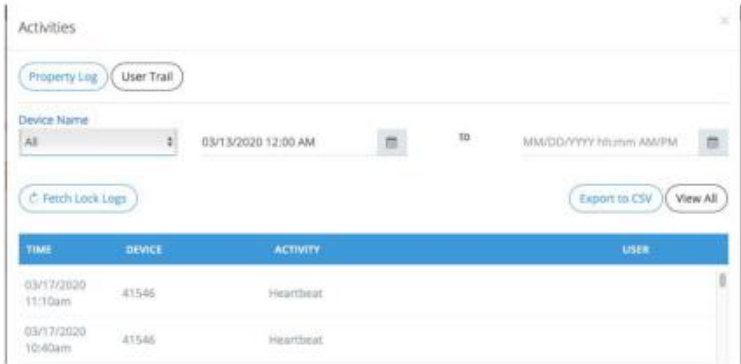 Activities
Property Log User Trail
Device Name
All 03/13/2020 12:00 AM to MM/DD/YYYY hh:mm AM/PM
Fetch Lock Logs Export to CSV View All
TIME DEVICE ACTIVITY USER
03/17/2020
11:10am 41546 Heartbeat
03/17/2020
10:40am 41546 Heartbeat